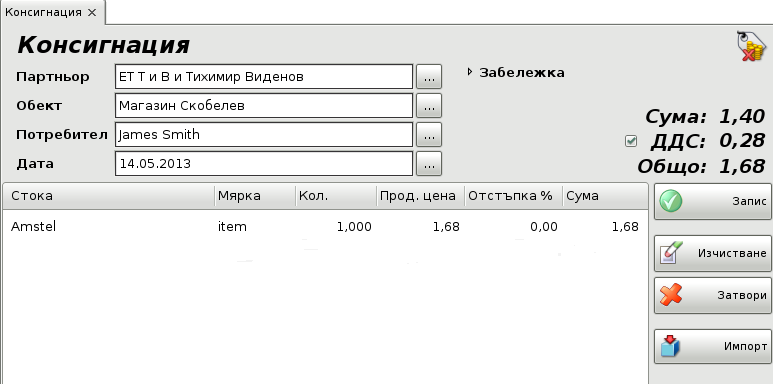 Консигнация
Консигнация
Партньор ЕТ Т и В и Тихимир Виденов ... Забележка
Обект Магазин Скобелев ...
Сума: 1,40
Потребител James Smith ...
ДДС: 0,28
Дата 14.05.2013 ...
Общо: 1,68
Стока Мярка Кол. Прод. цена Отстъпка % Сума
Запис
Amstel item 1,000 1,68 0,00 1,68
Изчистване
Затвори
Импорт